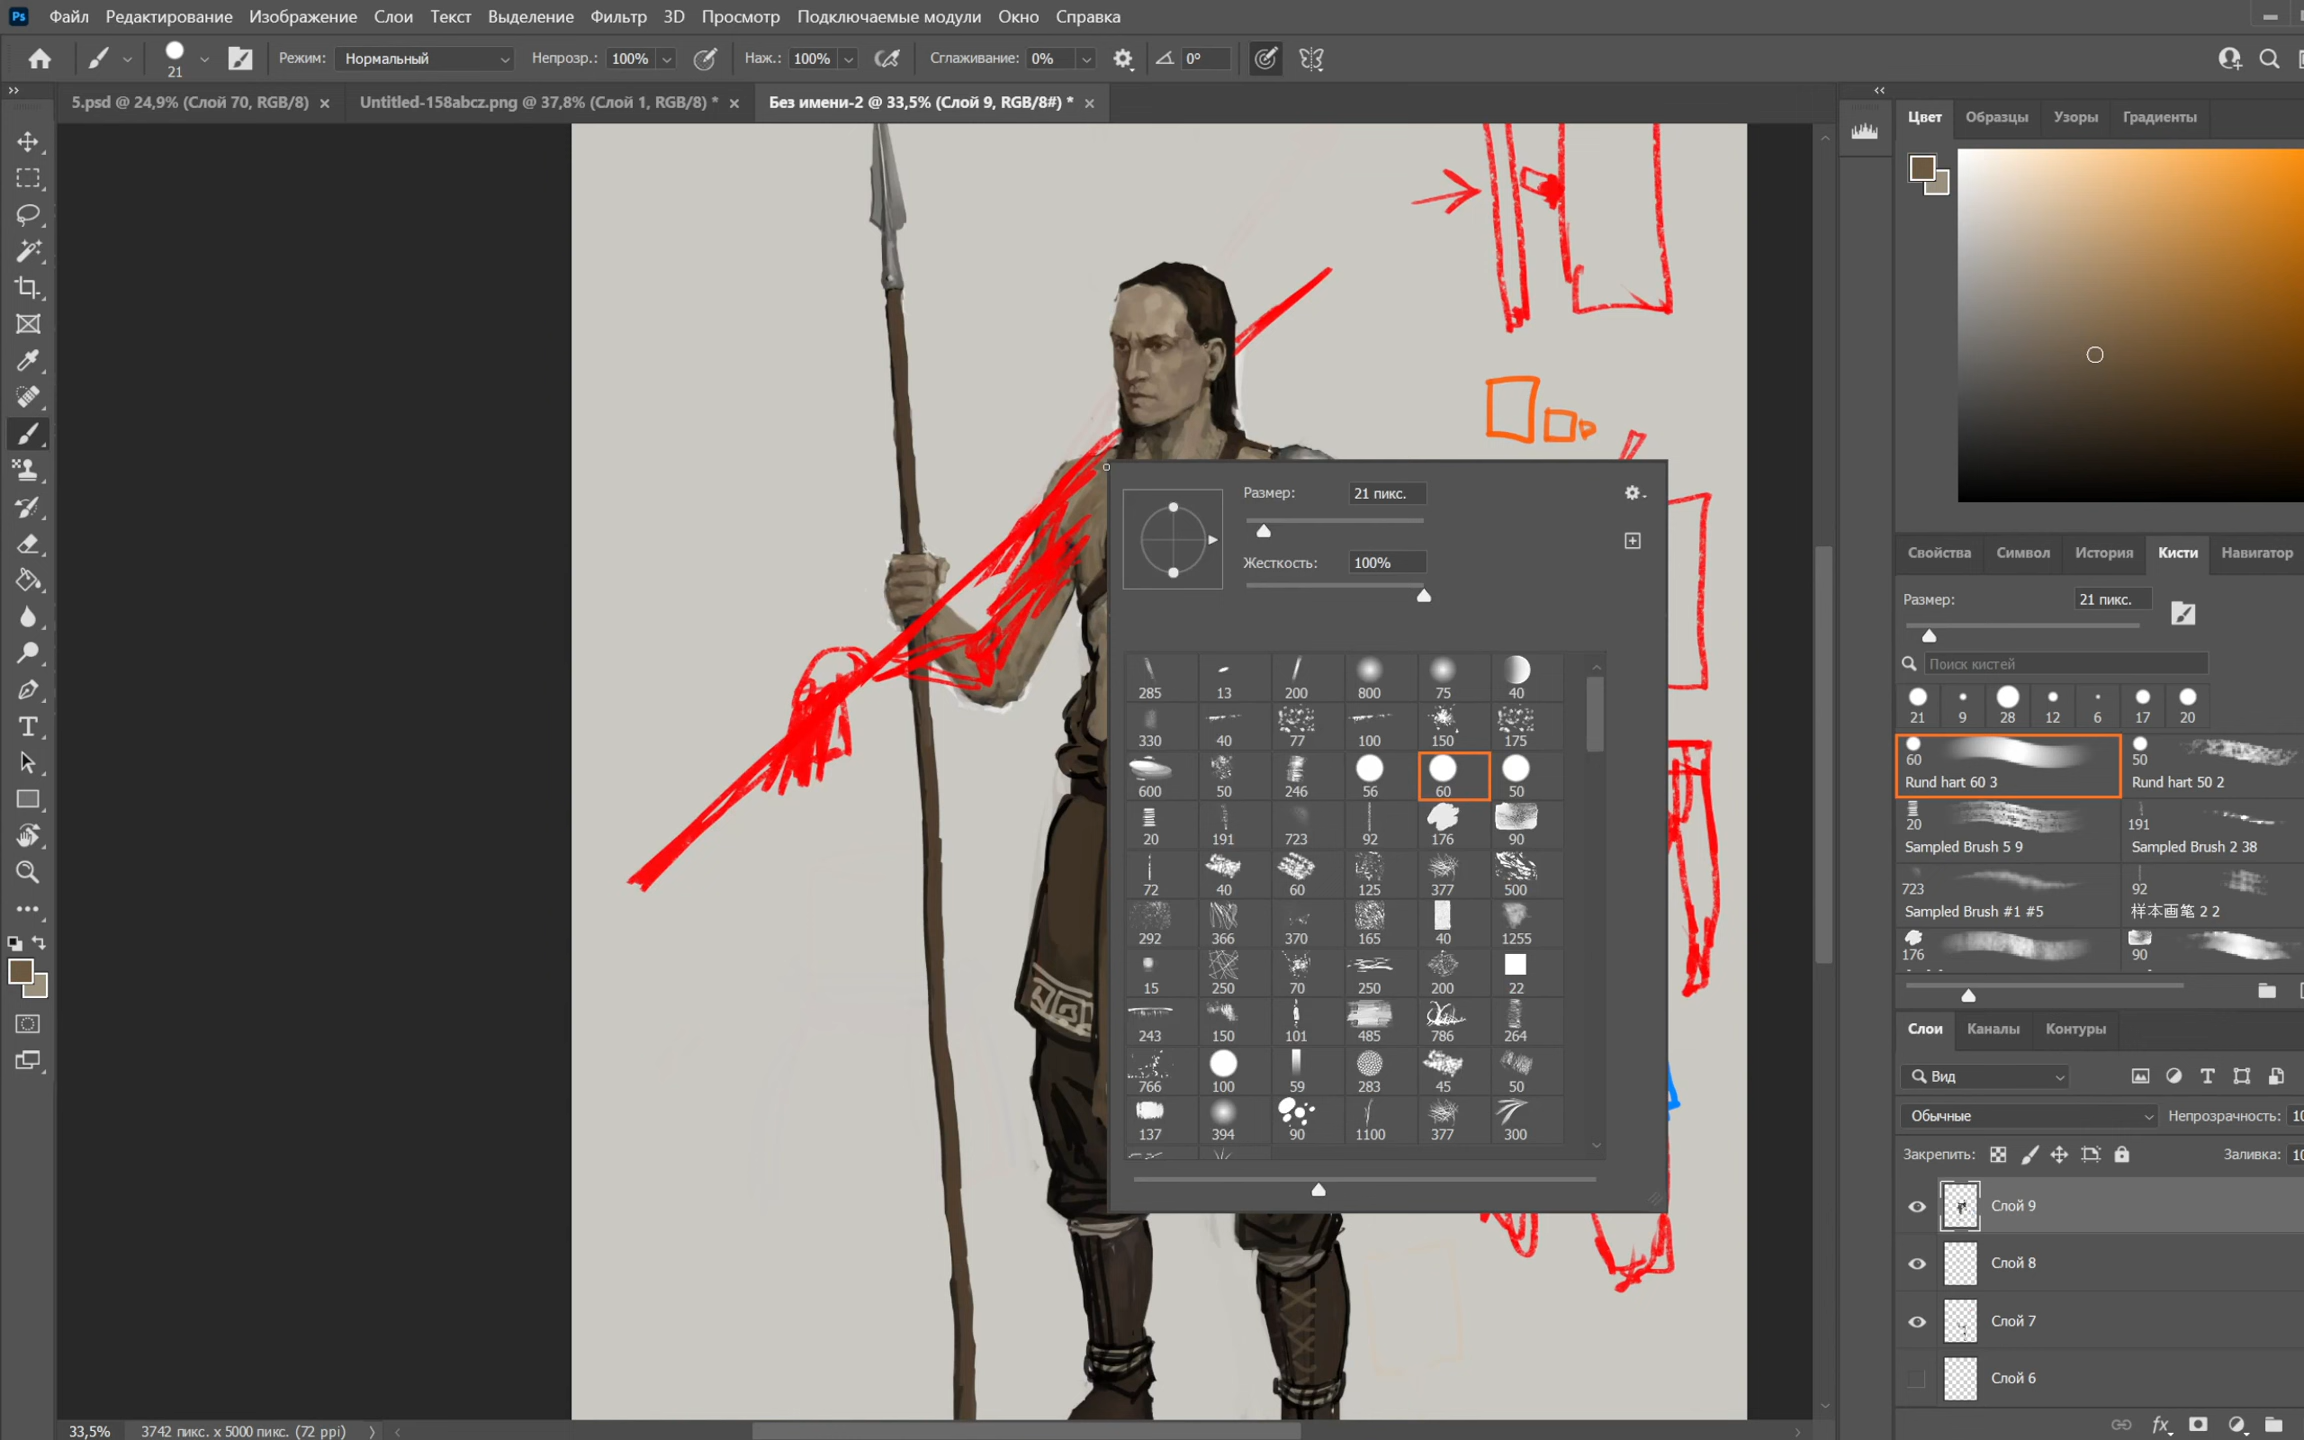 Ps Файл Редактирование Изображение Слои Текст Выделение Фильтр 3D Просмотр Подключаемые модули Окно Справка
21 Режим: Нормальный Непрозр.: 100% Наж.: 100% Сглаживание: 0% 0°
5.psd @ 24,9% (Слой 70, RGB/8) × Untitled-158abcz.png @ 37,8% (Слой 1, RGB/8) * × Без имени-2 @ 33,5% (Слой 9, RGB/8#) * ×
Размер: 21 пикс.
Жесткость: 100%
285 13 200 800 75 40
330 40 77 100 150 175
600 50 246 56 60 50
20 191 723 92 176 90
72 40 60 125 377 500
292 366 370 165 40 1255
15 250 70 250 200 22
243 150 101 485 786 264
766 100 59 283 45 50
137 394 90 1100 377 300
Цвет Образцы Узоры Градиенты
Свойства Символ История Кисти Навигатор
Размер: 21 пикс.
Поиск кистей
21 9 28 12 6 17 20
60 50
Rund hart 60 3 Rund hart 50 2
20 191
Sampled Brush 5 9 Sampled Brush 2 38
723 92
Sampled Brush #1 #5 样本画笔 2 2
176 90
Слои Каналы Контуры
Вид
Обычные Непрозрачность: 10
Закрепить: Заливка: 10
Слой 9
Слой 8
Слой 7
Слой 6
fx
33,5% 3742 пикс. x 5000 пикс. (72 ppi)